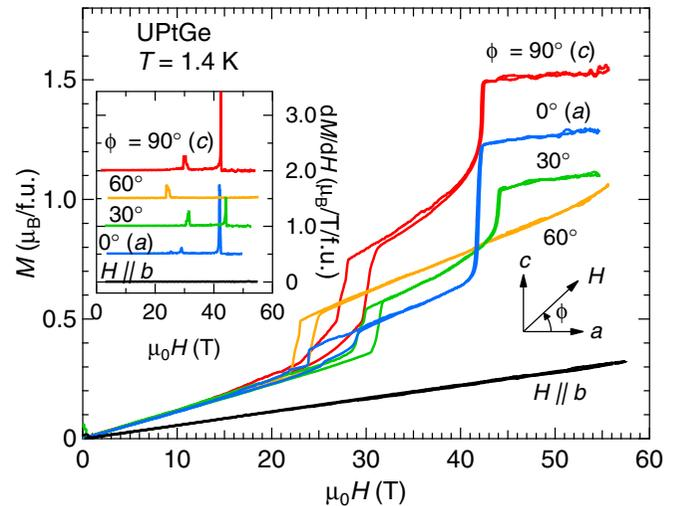 UPtGe
T = 1.4 K
ϕ = 90° (c)
0° (a)
30°
60°
H // b
c
H
ϕ
a
M (μB/f.u.)
1.5
1.0
0.5
0
0 10 20 30 40 50 60
μ0H (T)
ϕ = 90° (c)
60°
30°
0° (a)
H // b
3.0
2.0
1.0
0
dM/dH (μB/T/f.u.)
0 20 40 60
μ0H (T)